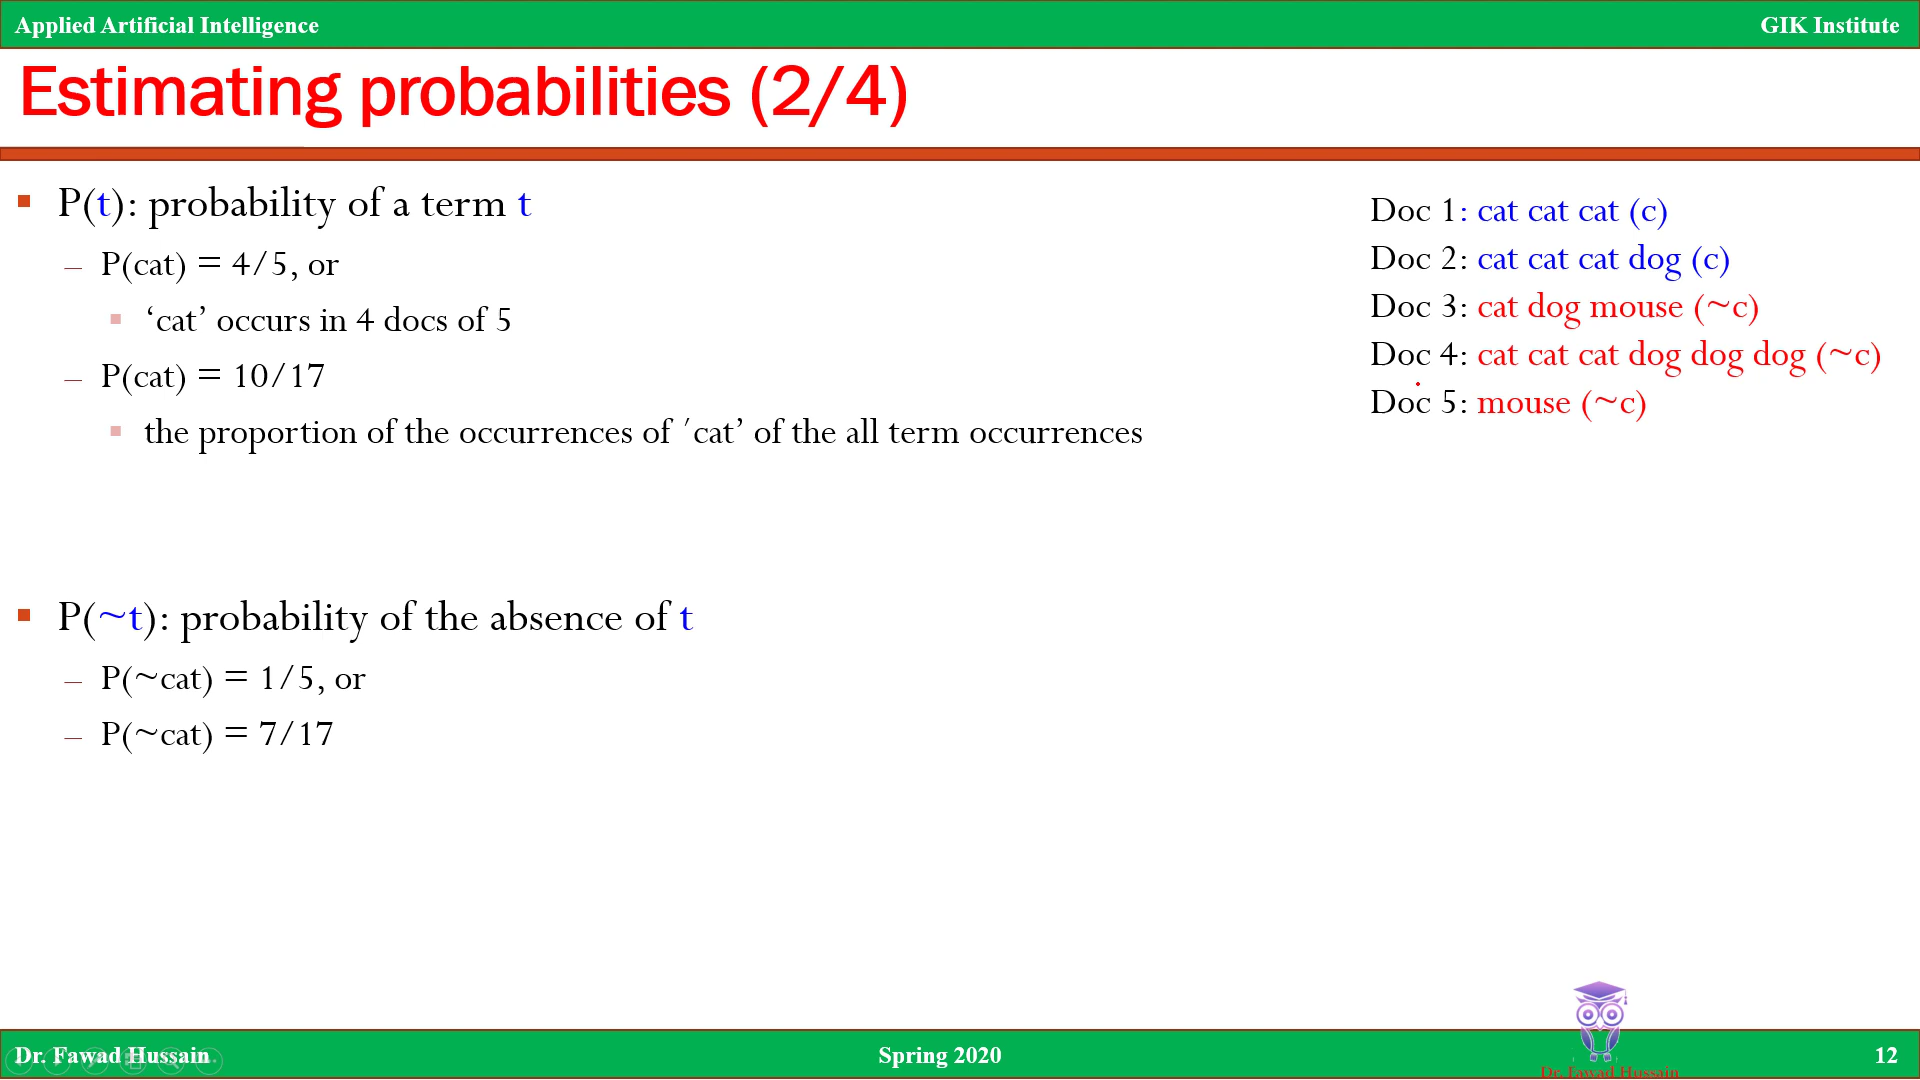 Applied Artificial Intelligence
GIK Institute
Estimating probabilities (2/4)
P(t): probability of a term t
– P(cat) = 4/5, or
‘cat’ occurs in 4 docs of 5
– P(cat) = 10/17
the proportion of the occurrences of ′cat’ of the all term occurrences
P(~t): probability of the absence of t
– P(~cat) = 1/5, or
– P(~cat) = 7/17
Doc 1: cat cat cat (c)
Doc 2: cat cat cat dog (c)
Doc 3: cat dog mouse (~c)
Doc 4: cat cat cat dog dog dog (~c)
Doc 5: mouse (~c)
Dr. Fawad Hussain
Spring 2020
Dr. Fawad Hussain
12